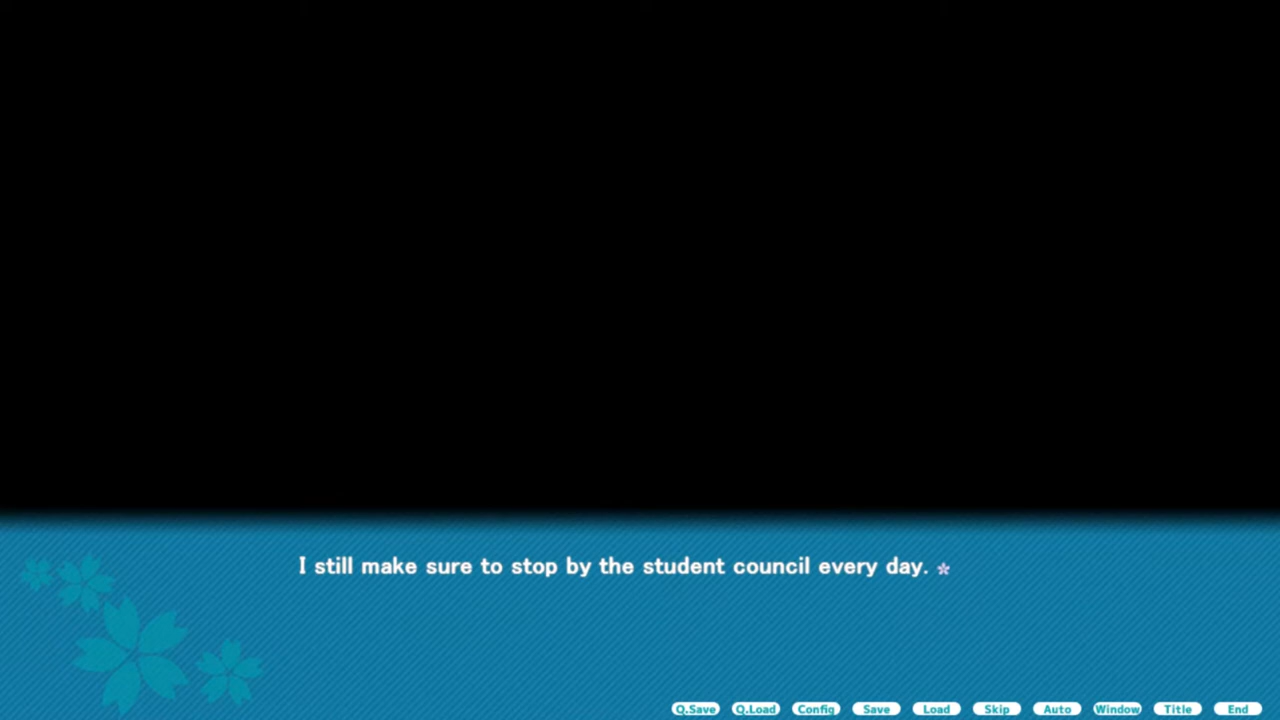 I still make sure to stop by the student council every day.
Q.Save Q.Load Config Save Load Skip Auto Window Title End